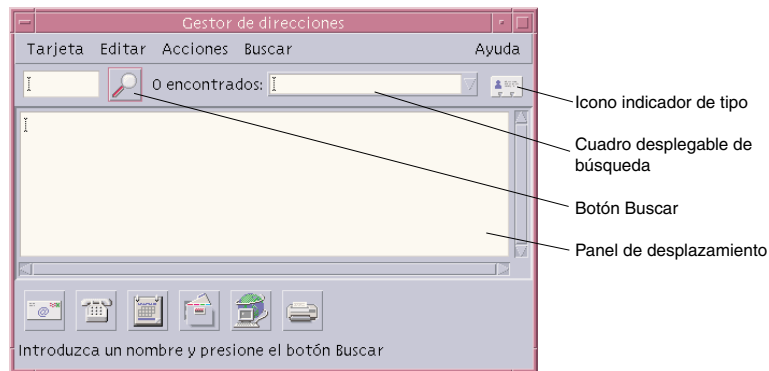 Gestor de direcciones
Tarjeta Editar Acciones Buscar Ayuda
0 encontrados:
Icono indicador de tipo
Cuadro desplegable de
búsqueda
Botón Buscar
Panel de desplazamiento
Introduzca un nombre y presione el botón Buscar